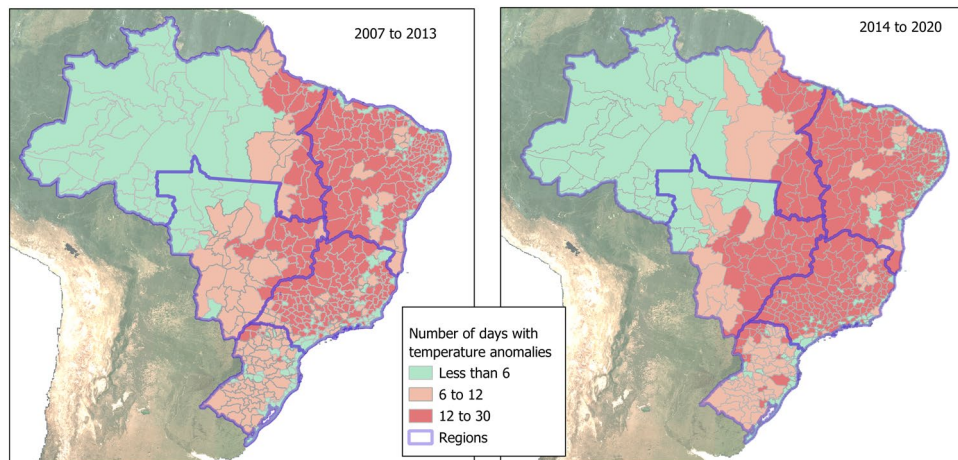 2007 to 2013
2014 to 2020
Number of days with
temperature anomalies
Less than 6
6 to 12
12 to 30
Regions